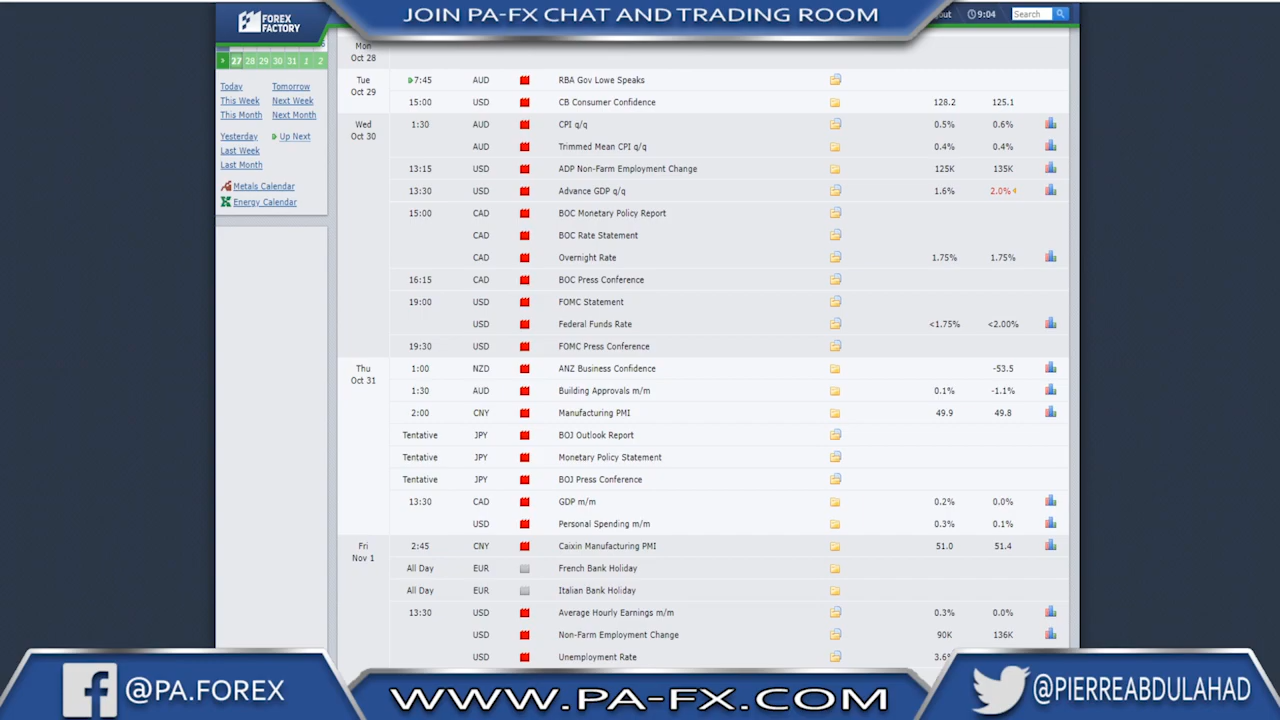 JOIN PA-FX CHAT AND TRADING ROOM
FOREX
FACTORY
9:04
Search
27 28 29 30 31 1 2
Today Tomorrow
This Week Next Week
This Month Next Month
Yesterday Up Next
Last Week
Last Month
Metals Calendar
Energy Calendar
Mon
Oct 28
Tue
Oct 29
7:45 AUD RBA Gov Lowe Speaks
15:00 USD CB Consumer Confidence 128.2 125.1
Wed
Oct 30
1:30 AUD CPI q/q 0.5% 0.6%
AUD Trimmed Mean CPI q/q 0.4% 0.4%
13:15 USD ADP Non-Farm Employment Change 125K 135K
13:30 USD Advance GDP q/q 1.6% 2.0%
15:00 CAD BOC Monetary Policy Report
CAD BOC Rate Statement
CAD Overnight Rate 1.75% 1.75%
16:15 CAD BOC Press Conference
19:00 USD FOMC Statement
USD Federal Funds Rate <1.75% <2.00%
19:30 USD FOMC Press Conference
Thu
Oct 31
1:00 NZD ANZ Business Confidence -53.5
1:30 AUD Building Approvals m/m 0.1% -1.1%
2:00 CNY Manufacturing PMI 49.9 49.8
Tentative JPY BOJ Outlook Report
Tentative JPY Monetary Policy Statement
Tentative JPY BOJ Press Conference
13:30 CAD GDP m/m 0.2% 0.0%
USD Personal Spending m/m 0.3% 0.1%
Fri
Nov 1
2:45 CNY Caixin Manufacturing PMI 51.0 51.4
All Day EUR French Bank Holiday
All Day EUR Italian Bank Holiday
13:30 USD Average Hourly Earnings m/m 0.3% 0.0%
USD Non-Farm Employment Change 90K 136K
USD Unemployment Rate
@PA.FOREX
WWW.PA-FX.COM
@PIERREABDULAHAD